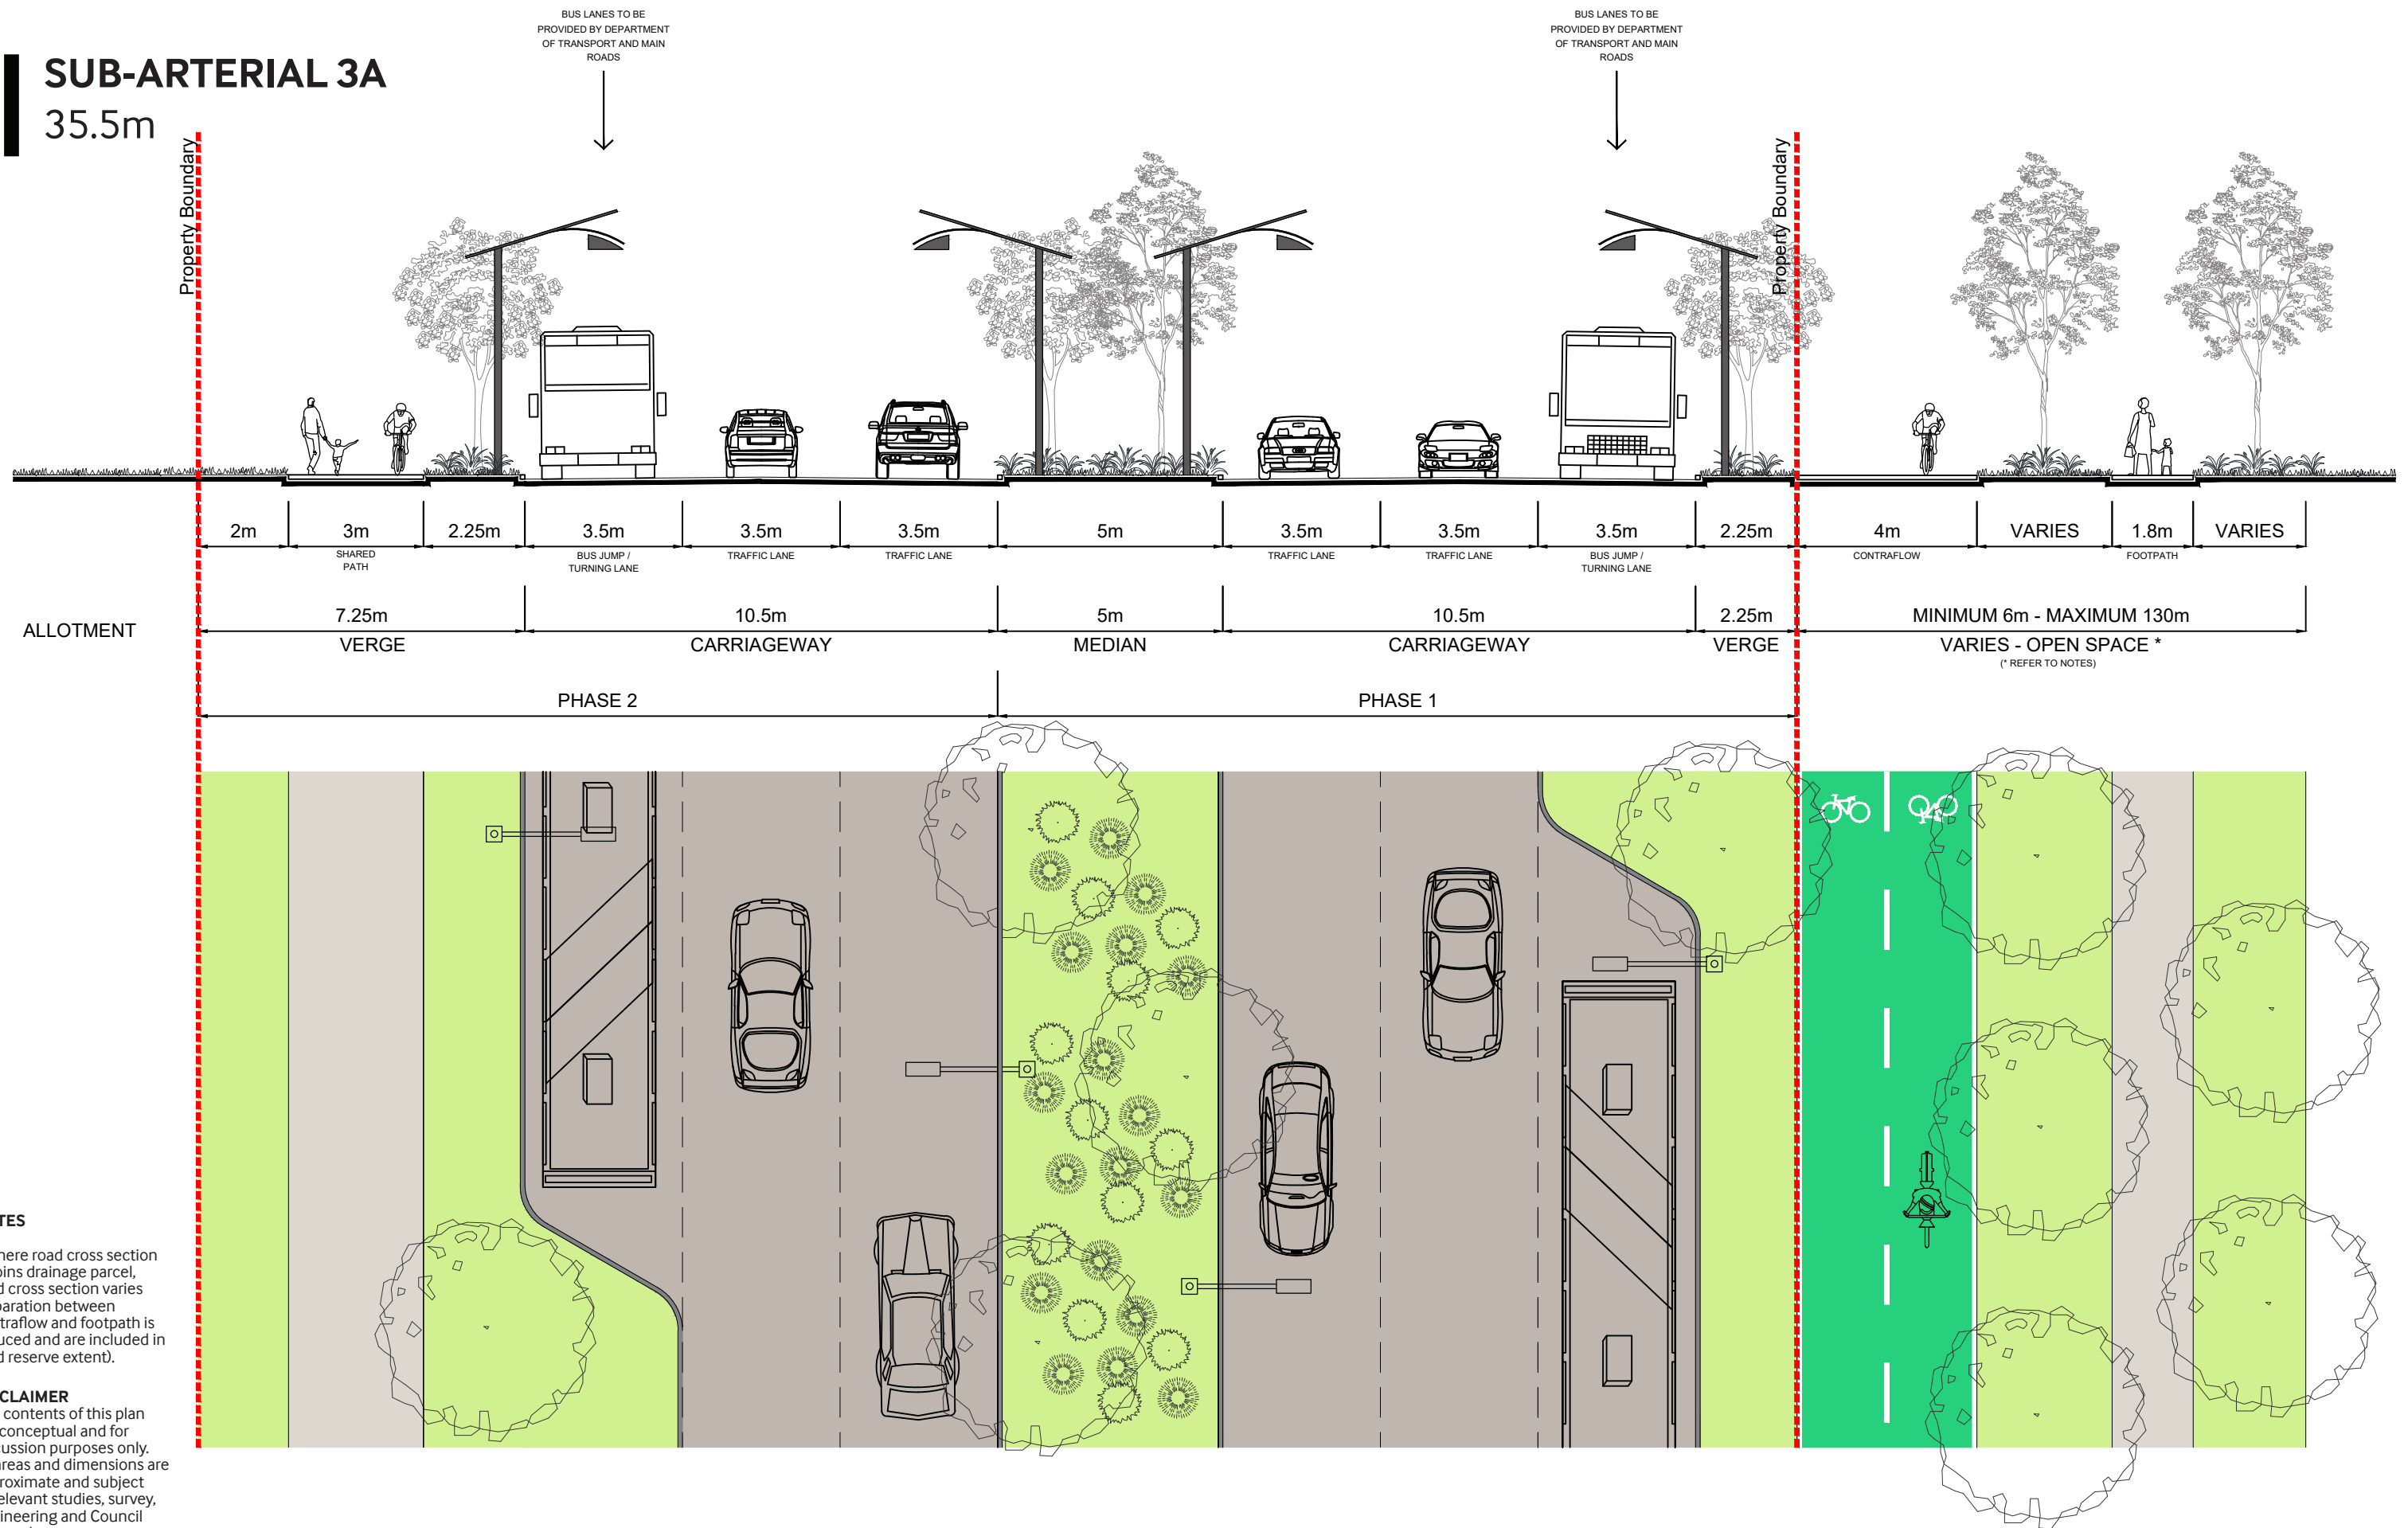 SUB-ARTERIAL 3A
35.5m
BUS LANES TO BE
PROVIDED BY DEPARTMENT
OF TRANSPORT AND MAIN
ROADS
BUS LANES TO BE
PROVIDED BY DEPARTMENT
OF TRANSPORT AND MAIN
ROADS
Property Boundary
Property Boundary
2m
3m
SHARED
PATH
2.25m
3.5m
BUS JUMP /
TURNING LANE
3.5m
TRAFFIC LANE
3.5m
TRAFFIC LANE
5m
3.5m
TRAFFIC LANE
3.5m
TRAFFIC LANE
3.5m
BUS JUMP /
TURNING LANE
2.25m
4m
CONTRAFLOW
VARIES
1.8m
FOOTPATH
VARIES
ALLOTMENT
7.25m
VERGE
10.5m
CARRIAGEWAY
5m
MEDIAN
10.5m
CARRIAGEWAY
2.25m
VERGE
MINIMUM 6m - MAXIMUM 130m
VARIES - OPEN SPACE *
(* REFER TO NOTES)
PHASE 2
PHASE 1
TES
here road cross section
oins drainage parcel,
d cross section varies
paration between
traflow and footpath is
uced and are included in
d reserve extent).
CLAIMER
contents of this plan
conceptual and for
cussion purposes only.
areas and dimensions are
roximate and subject
elevant studies, survey,
ineering and Council